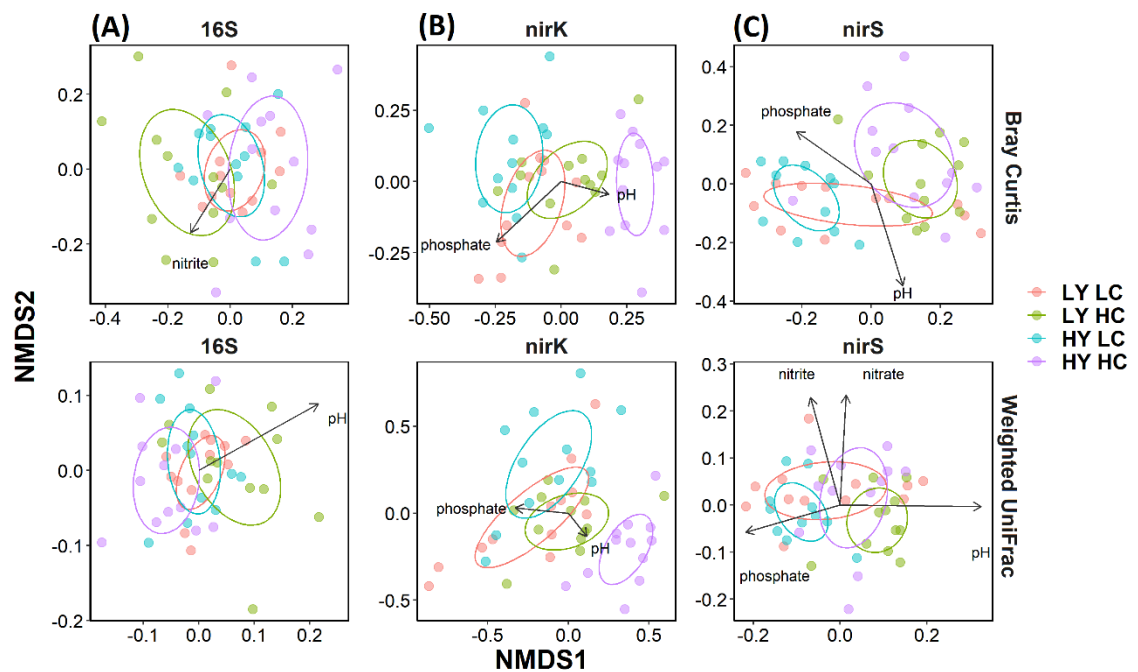 (A)
16S
(B)
nirK
(C)
nirS
0.2
0.0
-0.2
-0.4
-0.2
0.0
0.2
nitrite
0.25
0.00
-0.25
-0.50
-0.25
0.00
0.25
phosphate
pH
0.4
0.2
0.0
-0.2
-0.4
-0.2
0.0
0.2
phosphate
pH
Bray Curtis
NMDS2
LY LC
LY HC
HY LC
HY HC
16S
nirK
nirS
0.1
0.0
-0.1
-0.2
-0.1
0.0
0.1
0.2
pH
0.5
0.0
-0.5
-0.5
0.0
0.5
phosphate
pH
0.3
0.2
0.1
0.0
-0.1
-0.2
-0.2
0.0
0.2
nitrite
nitrate
phosphate
pH
Weighted UniFrac
NMDS1